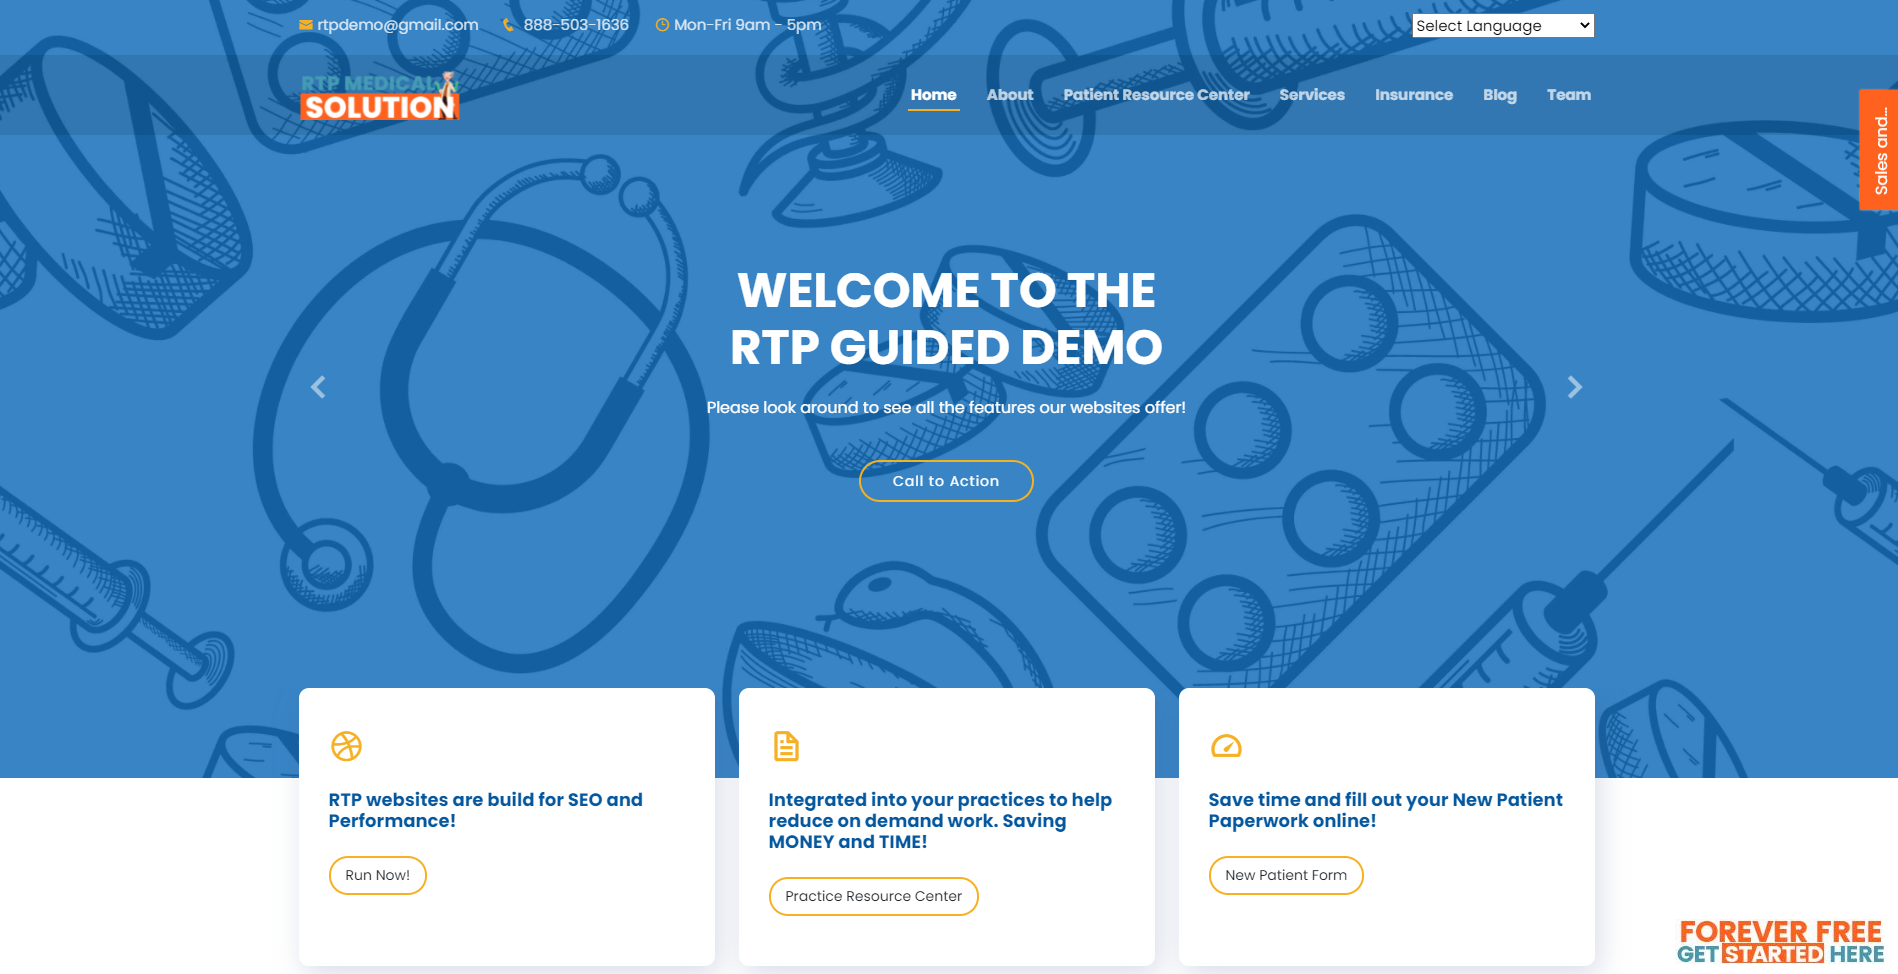 rtpdemo@gmail.com 888-503-1636 Mon-Fri 9am - 5pm Select Language
RTP MEDICAL
SOLUTION
Home About Patient Resource Center Services Insurance Blog Team
Sales and...
WELCOME TO THE
RTP GUIDED DEMO
Please look around to see all the features our websites offer!
Call to Action
RTP websites are build for SEO and
Performance!
Run Now!
Integrated into your practices to help
reduce on demand work. Saving
MONEY and TIME!
Practice Resource Center
Save time and fill out your New Patient
Paperwork online!
New Patient Form
FOREVER FREE
GET STARTED HERE